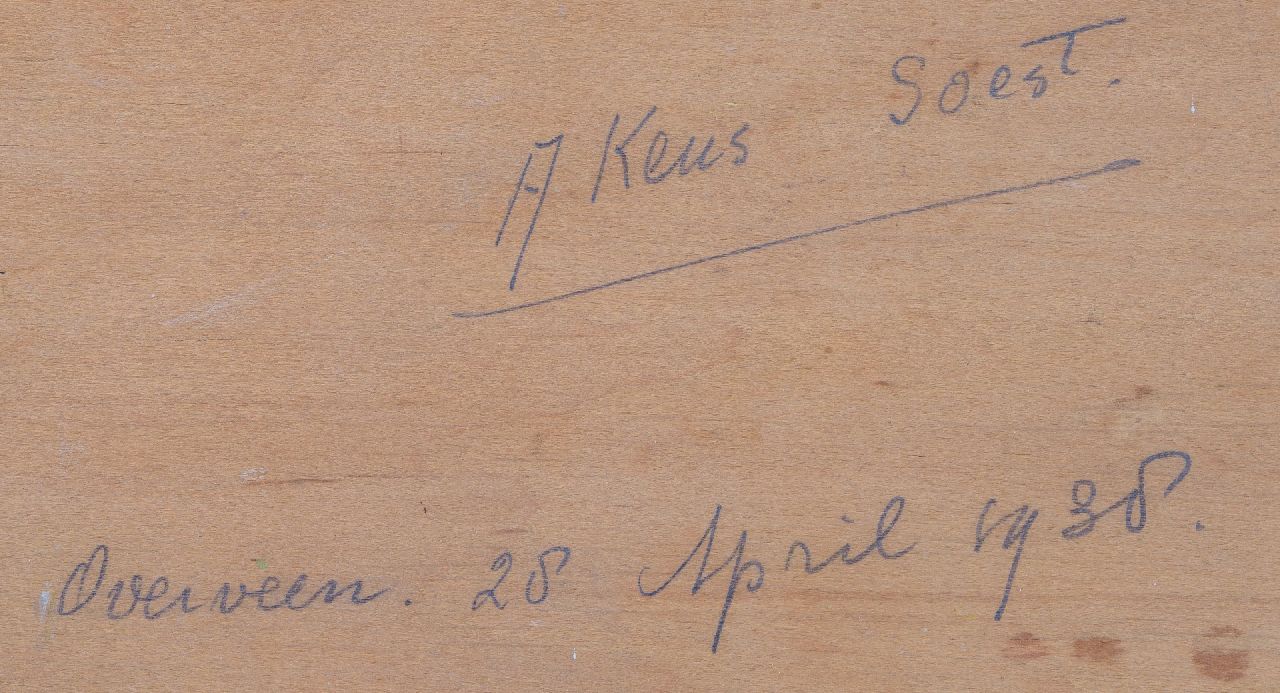 A Keus Soest.
Overveen. 28 April 1938.